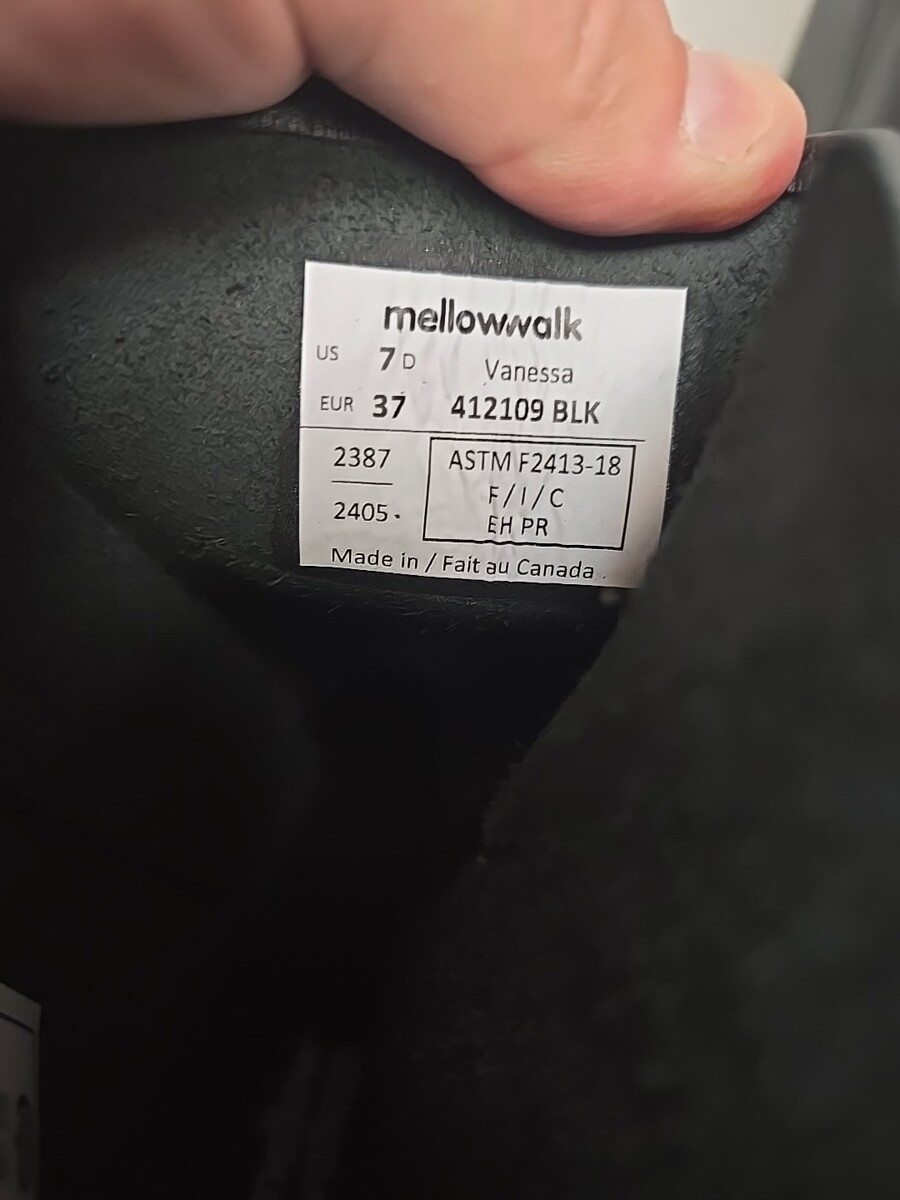 mellowwalk
US 7 D Vanessa
EUR 37 412109 BLK
2387 ASTM F2413-18
F / I / C
2405 EH PR
Made in / Fait au Canada